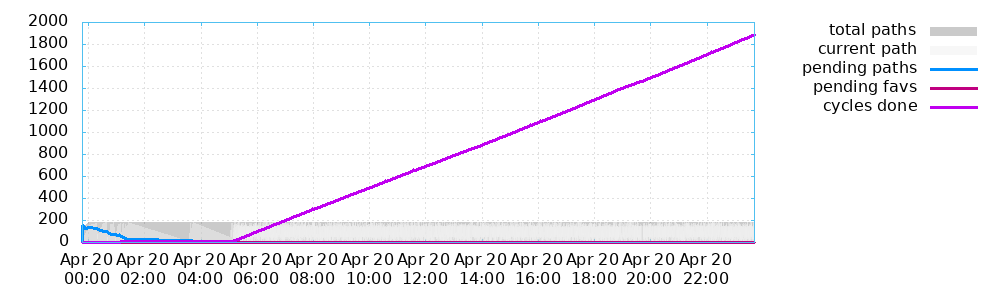 2000
1800
1600
1400
1200
1000
800
600
400
200
0
Apr 20 Apr 20 Apr 20 Apr 20 Apr 20 Apr 20 Apr 20 Apr 20 Apr 20 Apr 20 Apr 20 Apr 20
00:00 02:00 04:00 06:00 08:00 10:00 12:00 14:00 16:00 18:00 20:00 22:00
total paths
current path
pending paths
pending favs
cycles done